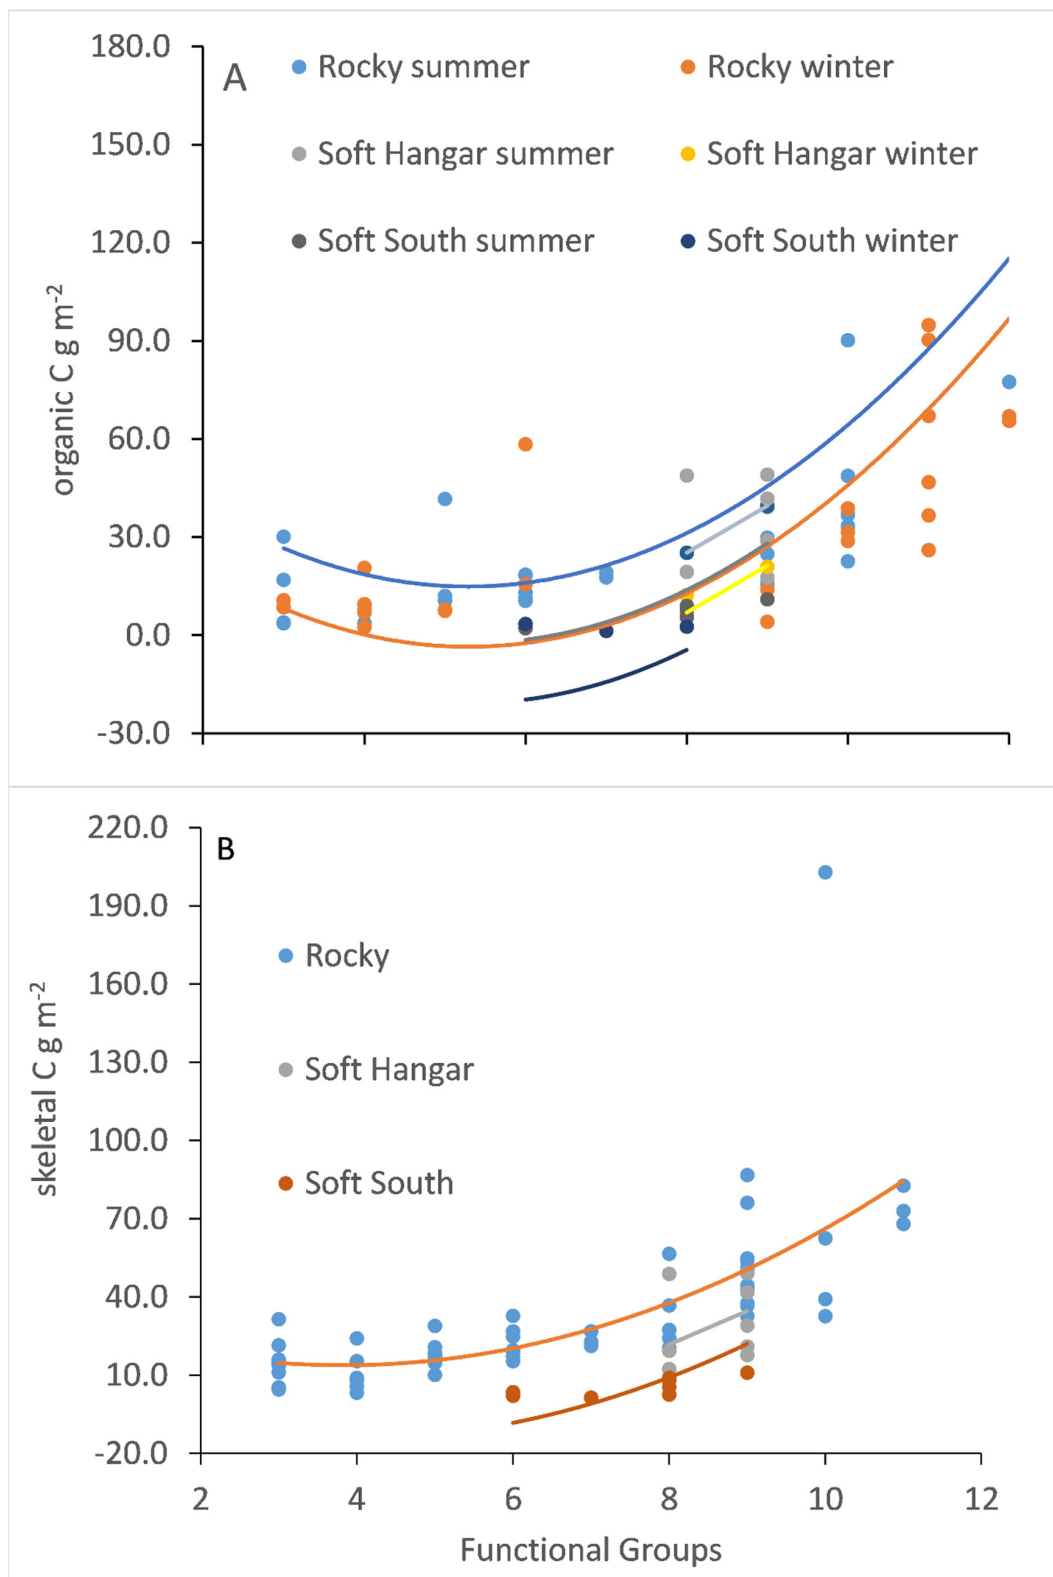 180.0
A
Rocky summer
Rocky winter
150.0
Soft Hangar summer
Soft Hangar winter
120.0
Soft South summer
Soft South winter
90.0
60.0
30.0
0.0
-30.0
organic C g m⁻²
220.0
B
190.0
Rocky
160.0
130.0
Soft Hangar
100.0
Soft South
70.0
40.0
10.0
-20.0
skeletal C g m⁻²
2 4 6 8 10 12
Functional Groups